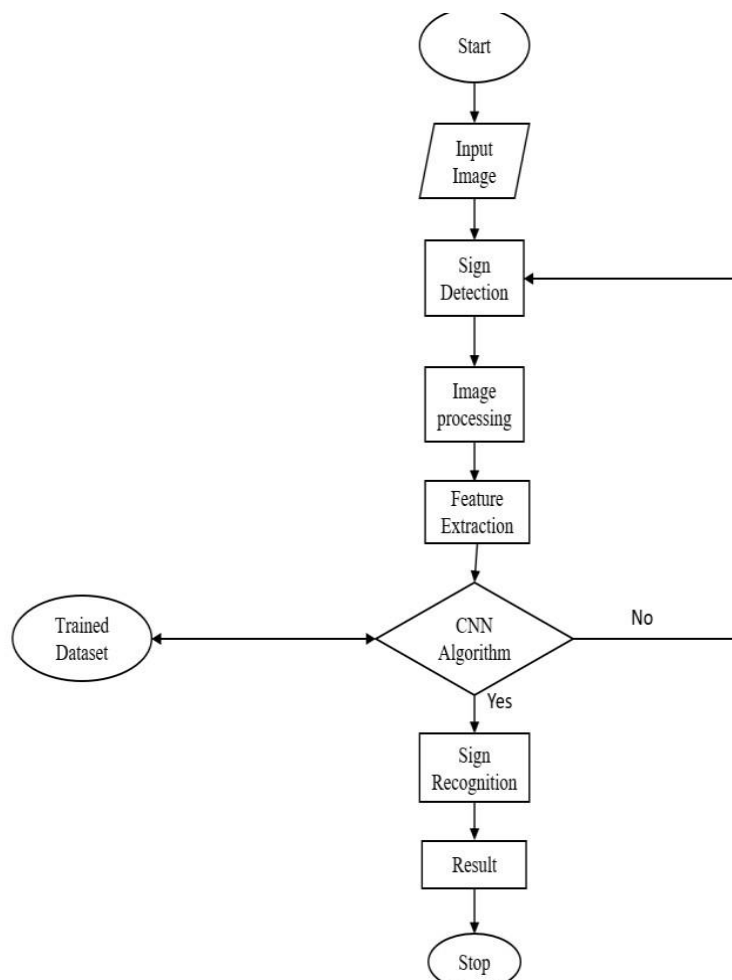 Start
Input
Image
Sign
Detection
Image
processing
Feature
Extraction
Trained
Dataset
CNN
Algorithm
No
Yes
Sign
Recognition
Result
Stop